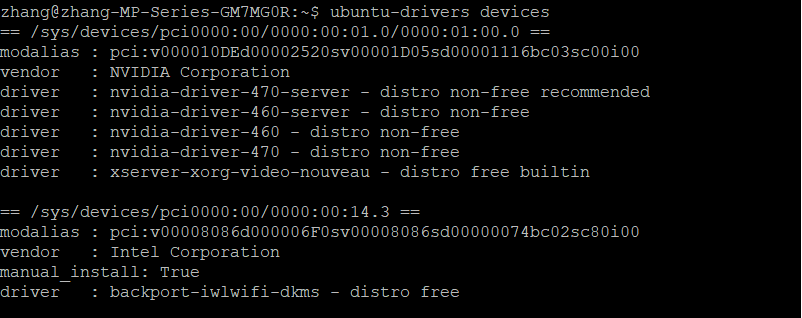 zhang@zhang-MP-Series-GM7MG0R:~$ ubuntu-drivers devices
== /sys/devices/pci0000:00/0000:00:01.0/0000:01:00.0 ==
modalias : pci:v000010DEd00002520sv00001D05sd00001116bc03sc00i00
vendor   : NVIDIA Corporation
driver   : nvidia-driver-470-server - distro non-free recommended
driver   : nvidia-driver-460-server - distro non-free
driver   : nvidia-driver-460 - distro non-free
driver   : nvidia-driver-470 - distro non-free
driver   : xserver-xorg-video-nouveau - distro free builtin
== /sys/devices/pci0000:00/0000:00:14.3 ==
modalias : pci:v00008086d000006F0sv00008086sd00000074bc02sc80i00
vendor   : Intel Corporation
manual_install: True
driver   : backport-iwlwifi-dkms - distro free